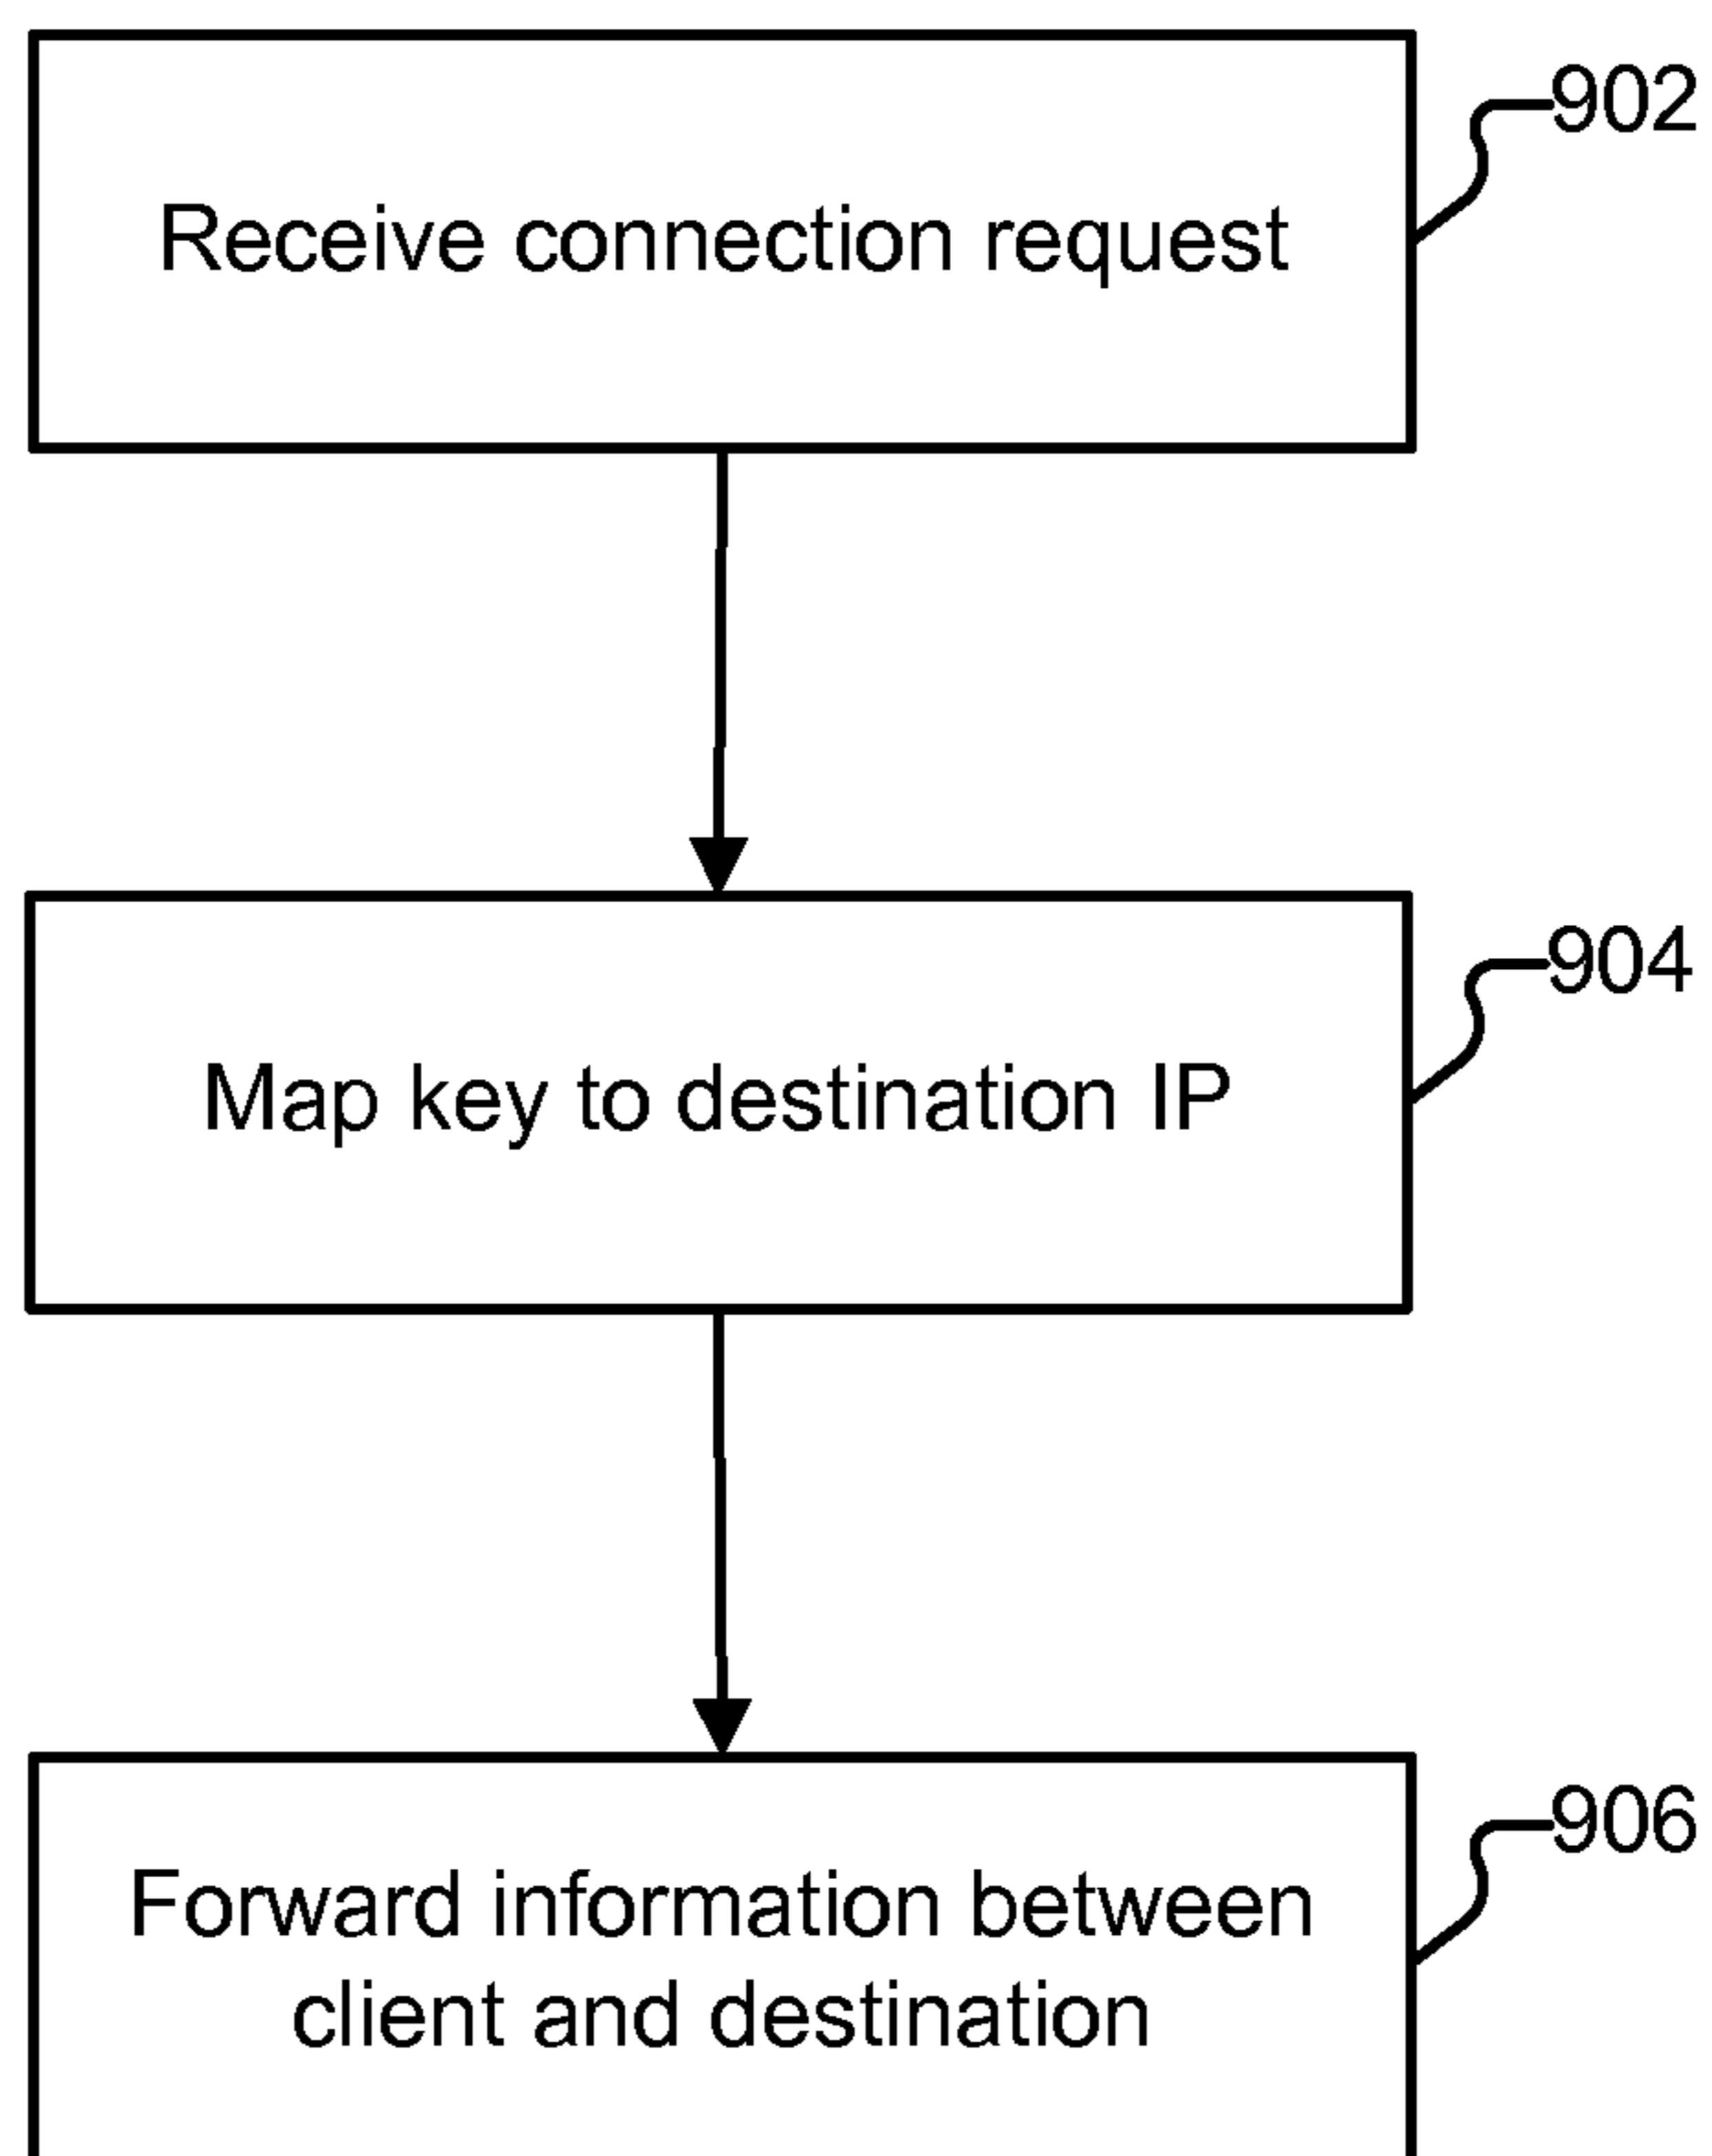 902
Receive connection request
904
Map key to destination IP
906
Forward information between
client and destination